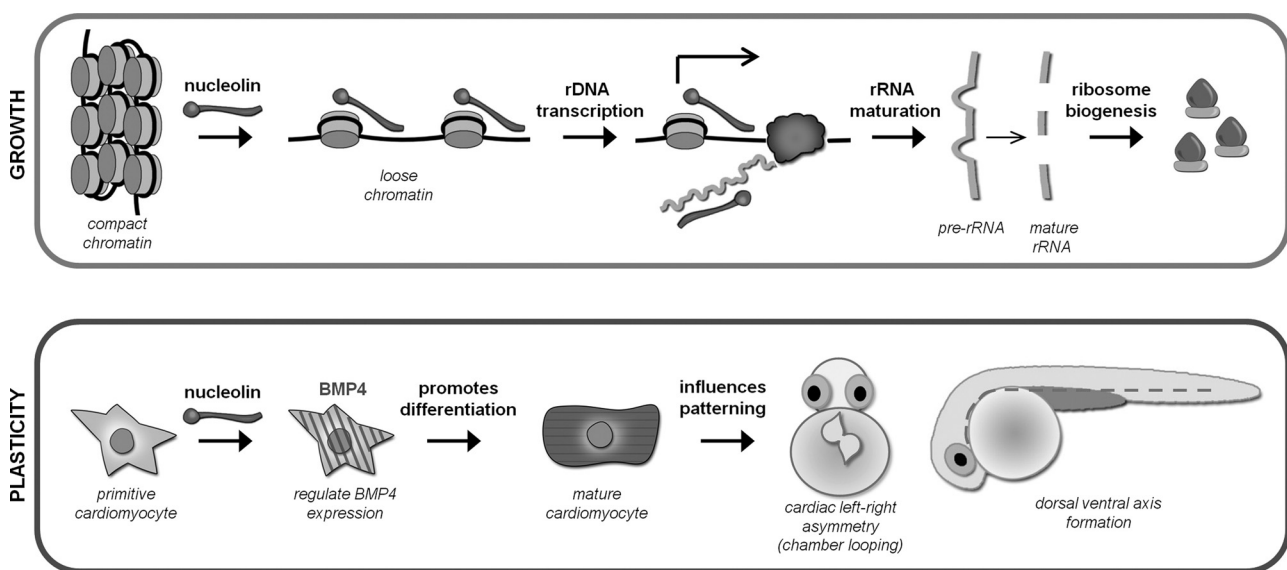 GROWTH
nucleolin
rDNA
transcription
rRNA
maturation
ribosome
biogenesis
loose
chromatin
compact
chromatin
pre-rRNA
mature
rRNA
PLASTICITY
nucleolin
BMP4
promotes
differentiation
influences
patterning
primitive
cardiomyocyte
regulate BMP4
expression
mature
cardiomyocyte
cardiac left-right
asymmetry
(chamber looping)
dorsal ventral axis
formation